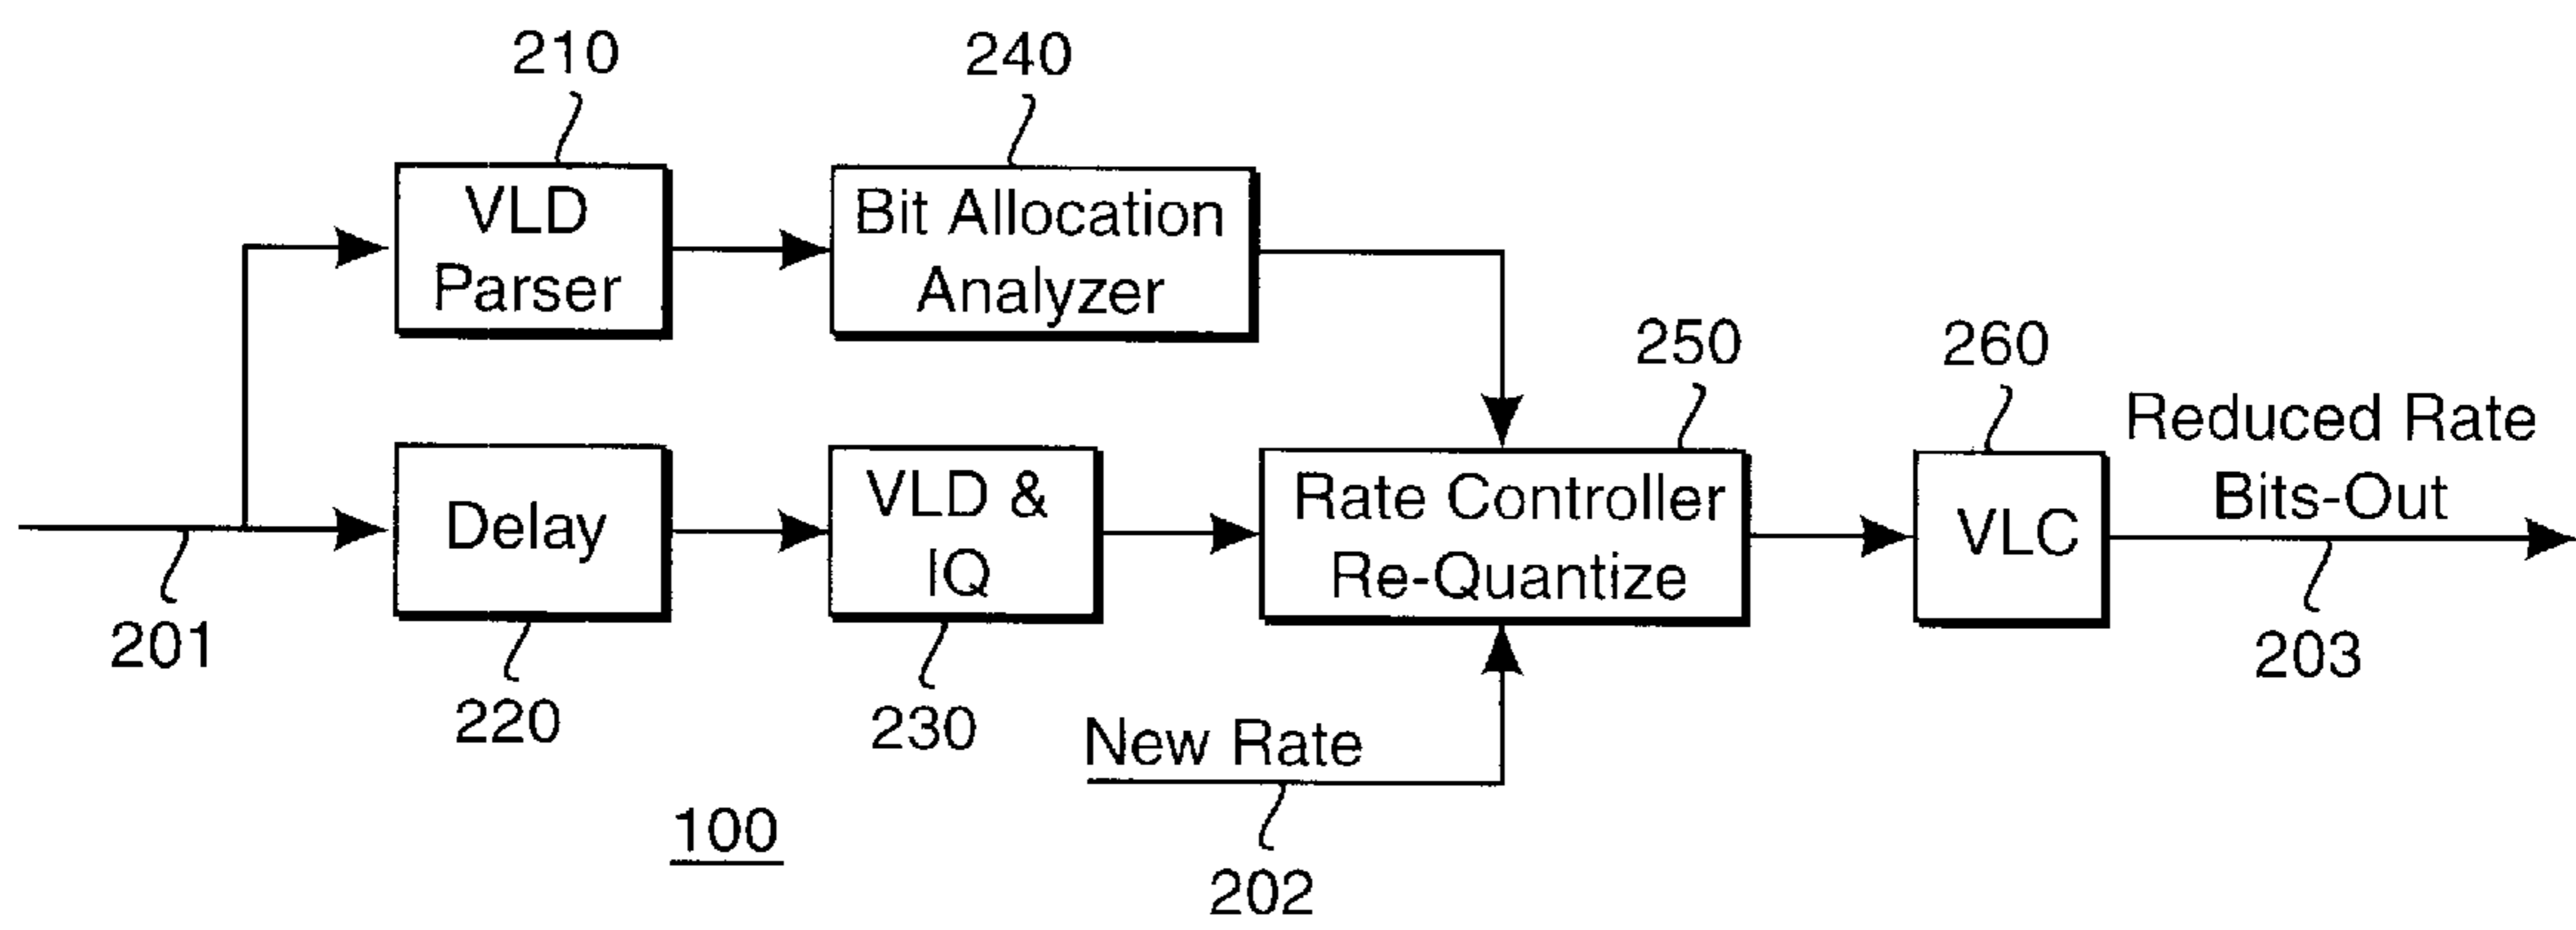 210
240
VLD
Parser
Bit Allocation
Analyzer
250
260
Reduced Rate
Bits-Out
Delay
VLD &
IQ
Rate Controller
Re-Quantize
VLC
201
220
230
203
New Rate
100
202